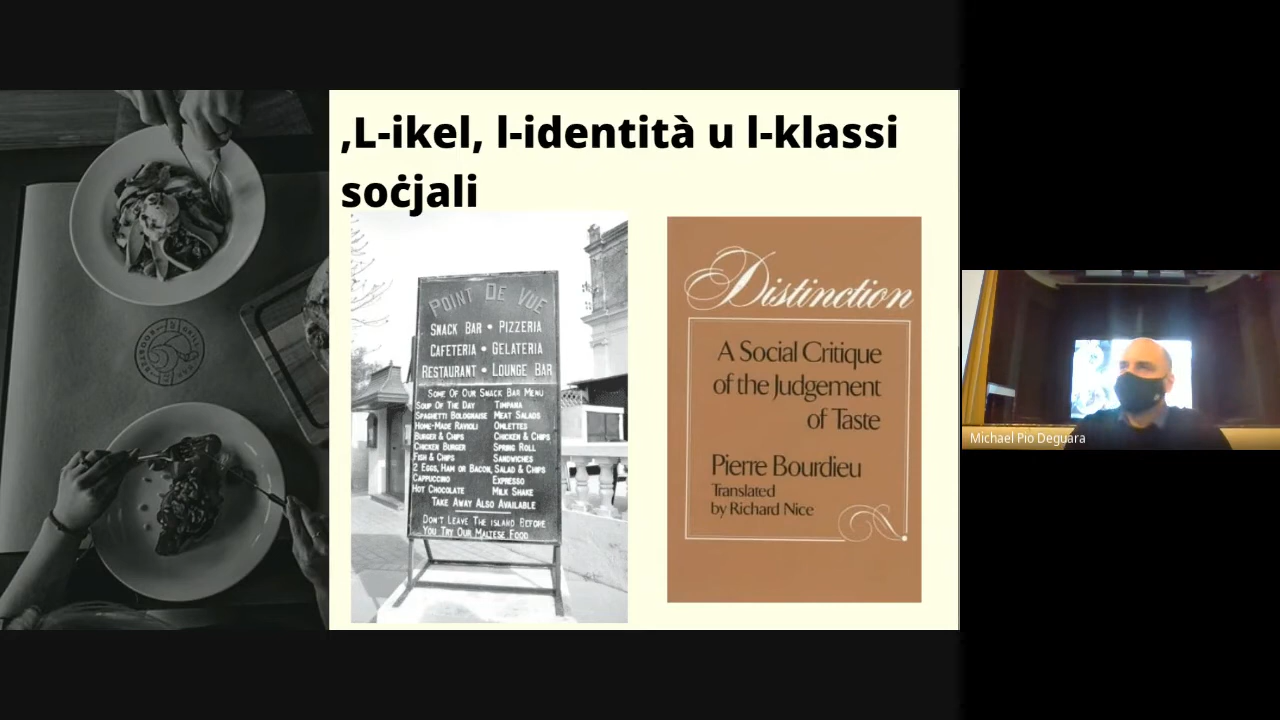 ,L-ikel, l-identità u l-klassi
soċjali
POINT DE VUE
SNACK BAR • PIZZERIA
CAFETERIA • GELATERIA
RESTAURANT • LOUNGE BAR
SOME OF OUR SNACK BAR MENU
SOUP OF THE DAY TIMPANA
SPAGHETTI BOLOGNAISE MEAT SALADS
HOME-MADE RAVIOLI OMLETTES
BURGER & CHIPS CHICKEN & CHIPS
CHICKEN BURGER SPRING ROLL
FISH & CHIPS SANDWICHES
2 EGGS, HAM OR BACON, SALAD & CHIPS
CAPPUCCINO EXPRESSO
HOT CHOCOLATE MILK SHAKE
TAKE AWAY ALSO AVAILABLE
DON'T LEAVE THE ISLAND BEFORE
YOU TRY OUR MALTESE FOOD
Distinction
A Social Critique
of the Judgement
of Taste
Pierre Bourdieu
Translated
by Richard Nice
Michael Pio Deguara